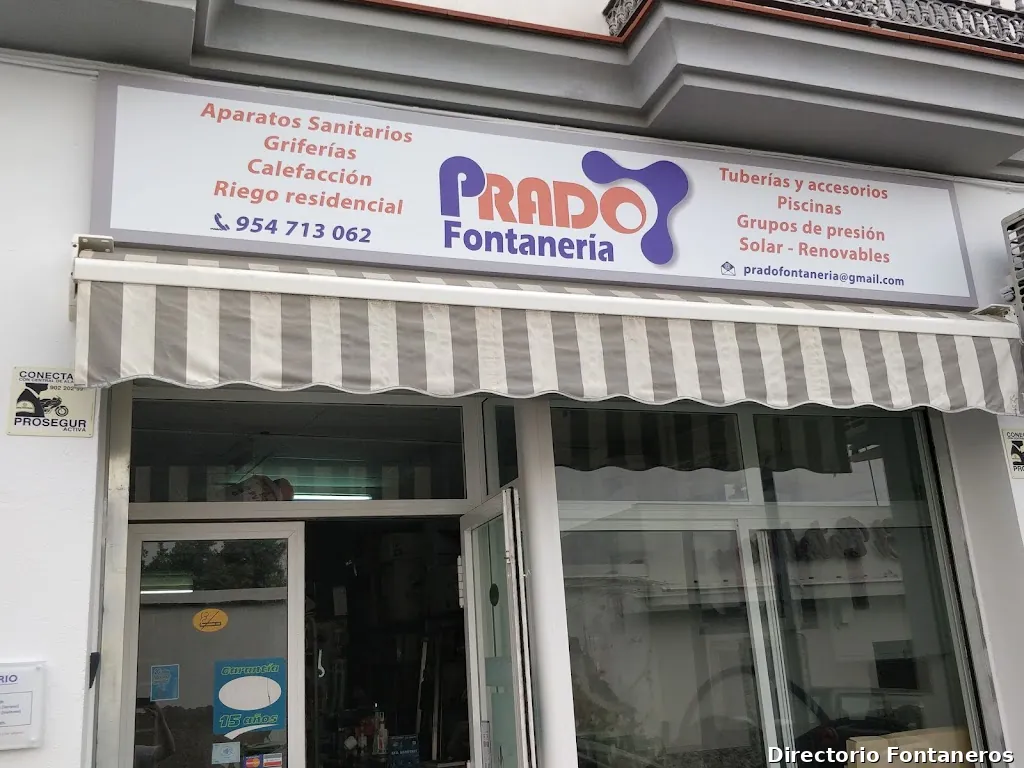 Aparatos Sanitarios
Griferías
Calefacción
Riego residencial
954 713 062
PRADO
Fontanería
Tuberías y accesorios
Piscinas
Grupos de presión
Solar - Renovables
pradofontaneria@gmail.com
CONECTA
PROSEGUR
ACTIVA
garantía
15 años
Directorio Fontaneros